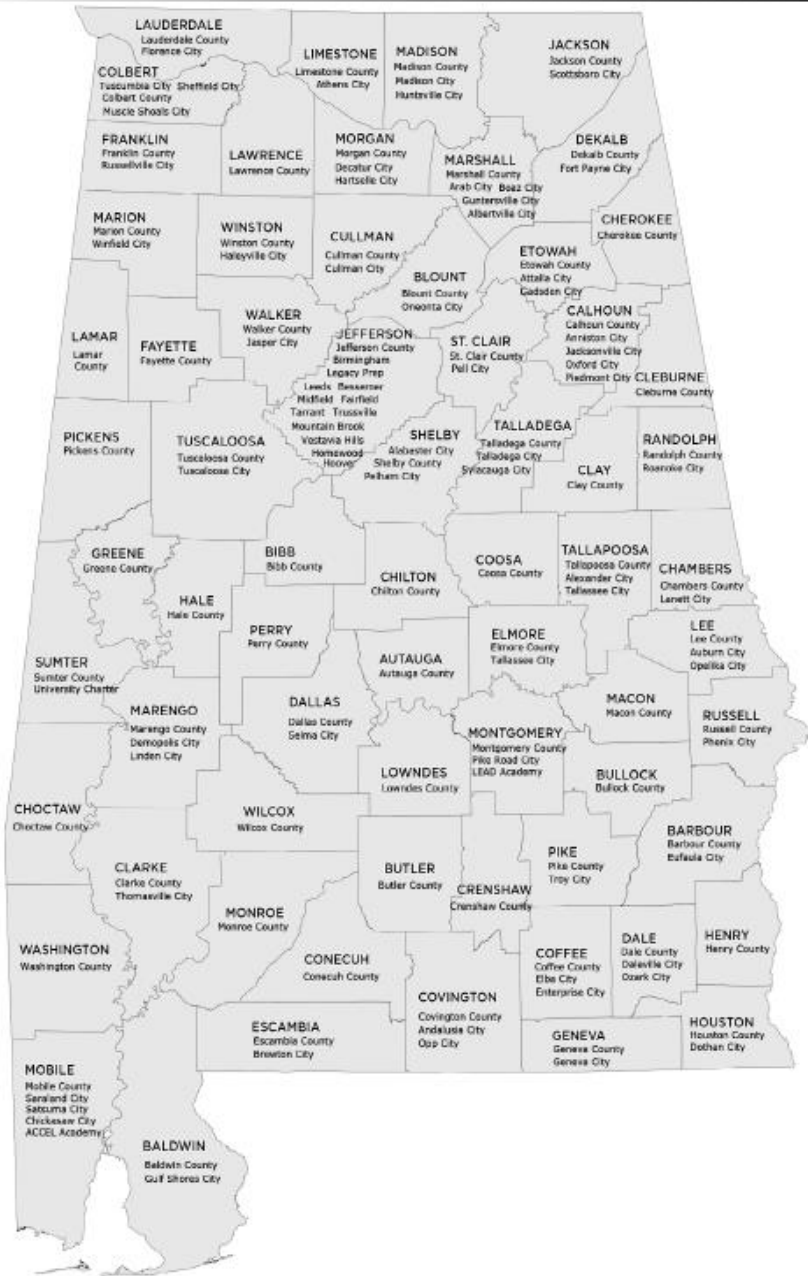 LAUDERDALE
Lauderdale County
Florence City
LIMESTONE
Limestone County
Athens City
MADISON
Madison County
Madison City
Huntsville City
JACKSON
Jackson County
Scottsboro City
COLBERT
Tuscumbia City Sheffield City
Colbert County
Muscle Shoals City
FRANKLIN
Franklin County
Russellville City
LAWRENCE
Lawrence County
MORGAN
Morgan County
Decatur City
Hartselle City
MARSHALL
Marshall County
Arab City Boaz City
Guntersville City
Albertville City
DEKALB
Dekalb County
Fort Payne City
MARION
Marion County
Winfield City
WINSTON
Winston County
Haleyville City
CULLMAN
Cullman County
Cullman City
BLOUNT
Blount County
Oneonta City
ETOWAH
Etowah County
Attalla City
Gadsden City
CHEROKEE
Cherokee County
LAMAR
Lamar
County
FAYETTE
Fayette County
WALKER
Walker County
Jasper City
JEFFERSON
Jefferson County
Birmingham
Legacy Prep
Leeds Bessemer
Midfield Fairfield
Tarrant Trussville
Mountain Brook
Vestavia Hills
Homewood
Hoover
ST. CLAIR
St. Clair County
Pell City
CALHOUN
Calhoun County
Anniston City
Jacksonville City
Oxford City
Piedmont City
CLEBURNE
Cleburne County
PICKENS
Pickens County
TUSCALOOSA
Tuscaloosa County
Tuscaloosa City
SHELBY
Alabaster City
Shelby County
Pelham City
TALLADEGA
Talladega County
Talladega City
Sylacauga City
CLAY
Clay County
RANDOLPH
Randolph County
Roanoke City
GREENE
Greene County
HALE
Hale County
BIBB
Bibb County
CHILTON
Chilton County
COOSA
Coosa County
TALLAPOOSA
Tallapoosa County
Alexander City
Tallassee City
CHAMBERS
Chambers County
Lanett City
SUMTER
Sumter County
University Charter
PERRY
Perry County
AUTAUGA
Autauga County
ELMORE
Elmore County
Tallassee City
LEE
Lee County
Auburn City
Opelika City
MARENGO
Marengo County
Demopolis City
Linden City
DALLAS
Dallas County
Selma City
LOWNDES
Lowndes County
MONTGOMERY
Montgomery County
Pike Road City
LEAD Academy
MACON
Macon County
RUSSELL
Russell County
Phenix City
BULLOCK
Bullock County
CHOCTAW
Choctaw County
WILCOX
Wilcox County
CLARKE
Clarke County
Thomasville City
BUTLER
Butler County
CRENSHAW
Crenshaw County
PIKE
Pike County
Troy City
BARBOUR
Barbour County
Eufaula City
MONROE
Monroe County
WASHINGTON
Washington County
CONECUH
Conecuh County
COVINGTON
Covington County
Andalusia City
Opp City
COFFEE
Coffee County
Elba City
Enterprise City
DALE
Dale County
Daleville City
Ozark City
HENRY
Henry County
ESCAMBIA
Escambia County
Brewton City
GENEVA
Geneva County
Geneva City
HOUSTON
Houston County
Dothan City
MOBILE
Mobile County
Saraland City
Satsuma City
Chickasaw City
ACCEL Academy
BALDWIN
Baldwin County
Gulf Shores City